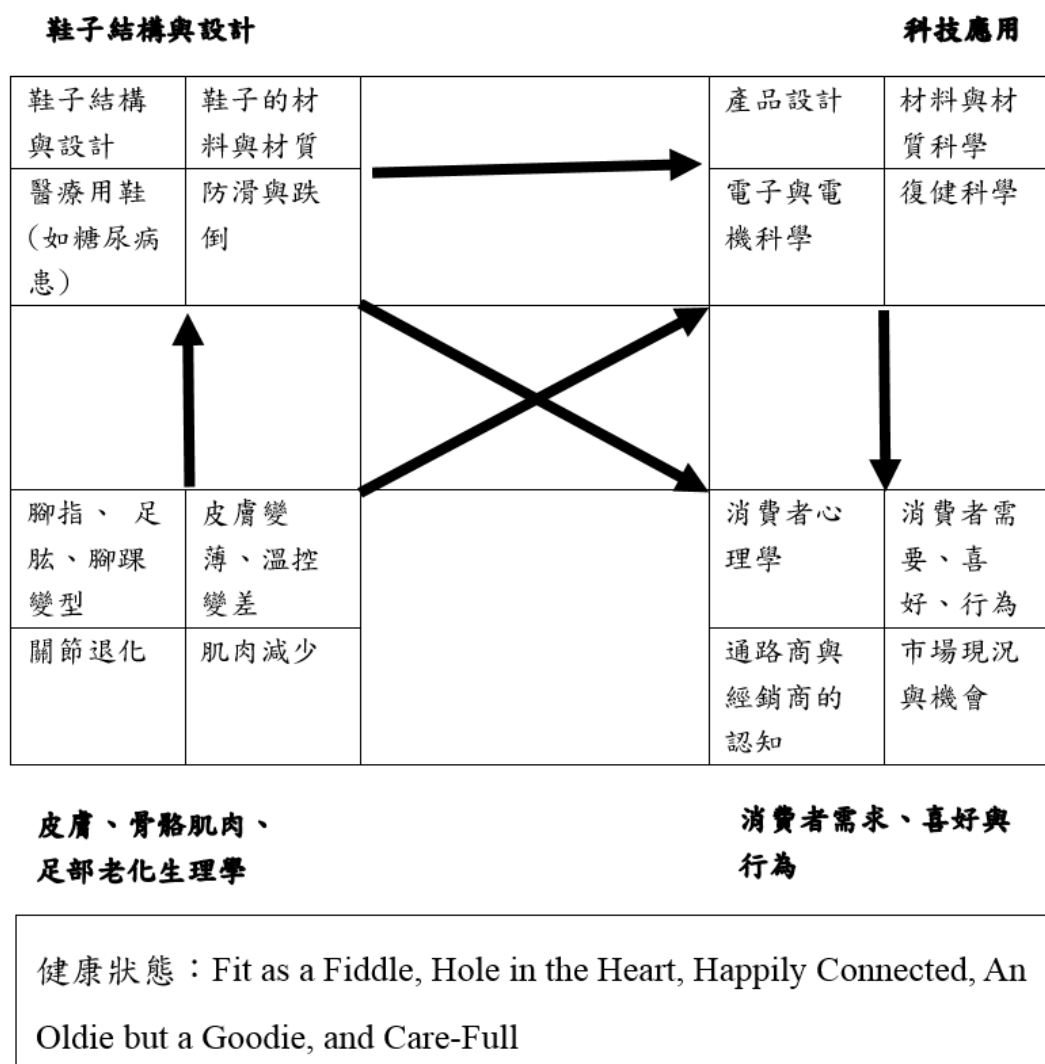 鞋子結構與設計
科技應用
鞋子結構
與設計
鞋子的材
料與材質
產品設計
材料與材
質科學
醫療用鞋
(如糖尿病
患)
防滑與跌
倒
電子與電
機科學
復健科學
腳指、 足
肱、腳踝
變型
皮膚變
薄、溫控
變差
消費者心
理學
消費者需
要、喜
好、行為
關節退化
肌肉減少
通路商與
經銷商的
認知
市場現況
與機會
皮膚、骨骼肌肉、
足部老化生理學
消費者需求、喜好與
行為
健康狀態：Fit as a Fiddle, Hole in the Heart, Happily Connected, An
Oldie but a Goodie, and Care-Full